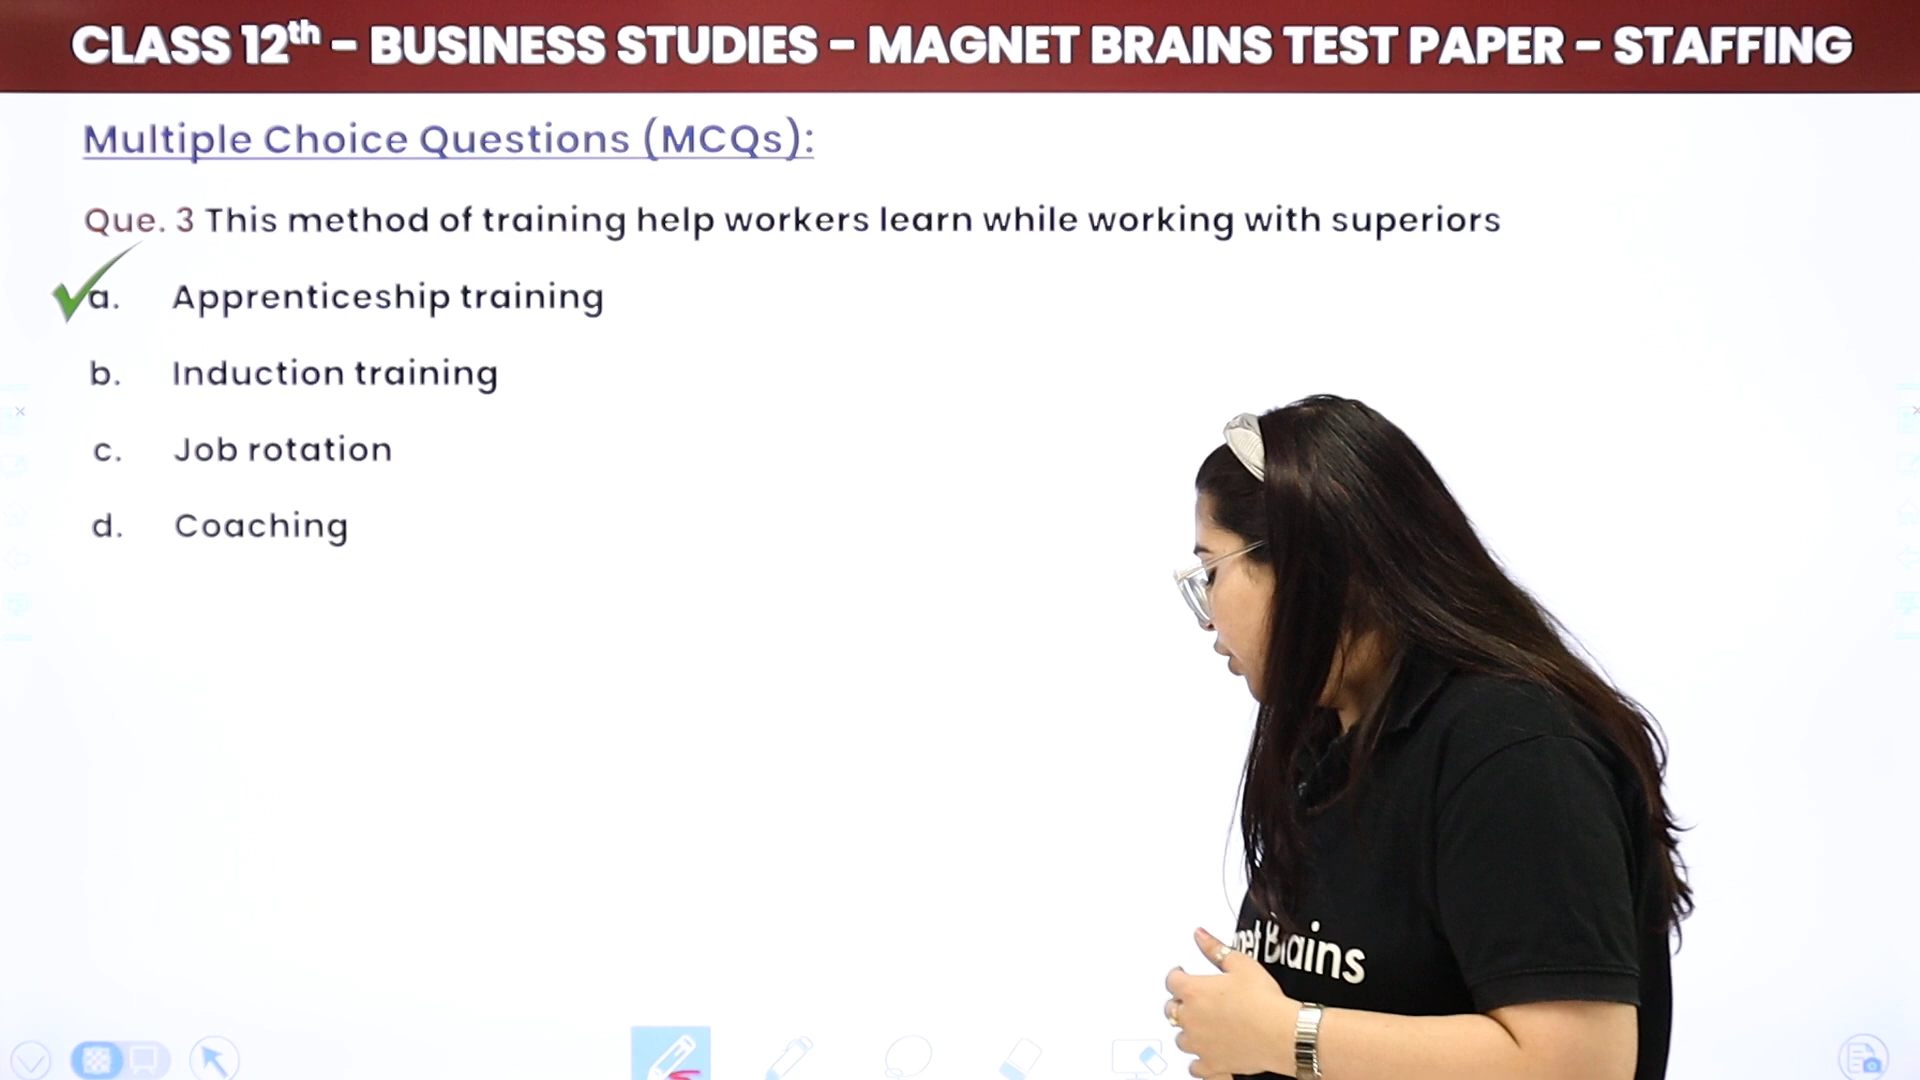 CLASS 12th – BUSINESS STUDIES – MAGNET BRAINS TEST PAPER – STAFFING
Multiple Choice Questions (MCQs):
Que. 3 This method of training help workers learn while working with superiors
a. Apprenticeship training
b. Induction training
c. Job rotation
d. Coaching
Brains